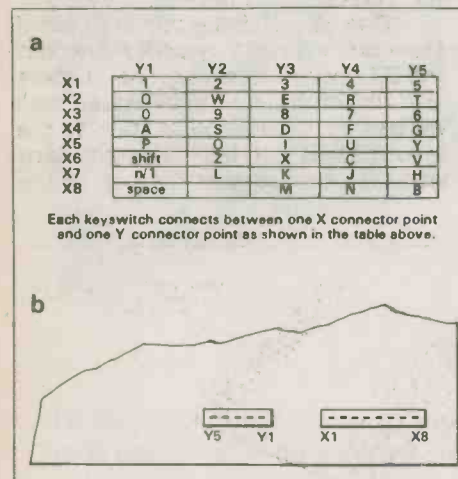 a
Y1 Y2 Y3 Y4 Y5
X1 1 2 3 4 5
X2 Q W E R T
X3 0 9 8 7 6
X4 A S D F G
X5 P O I U Y
X6 shift Z X C V
X7 n/1 L K J H
X8 space M N B
Each keyswitch connects between one X connector point
and one Y connector point as shown in the table above.
b
Y5 Y1 X1 X8